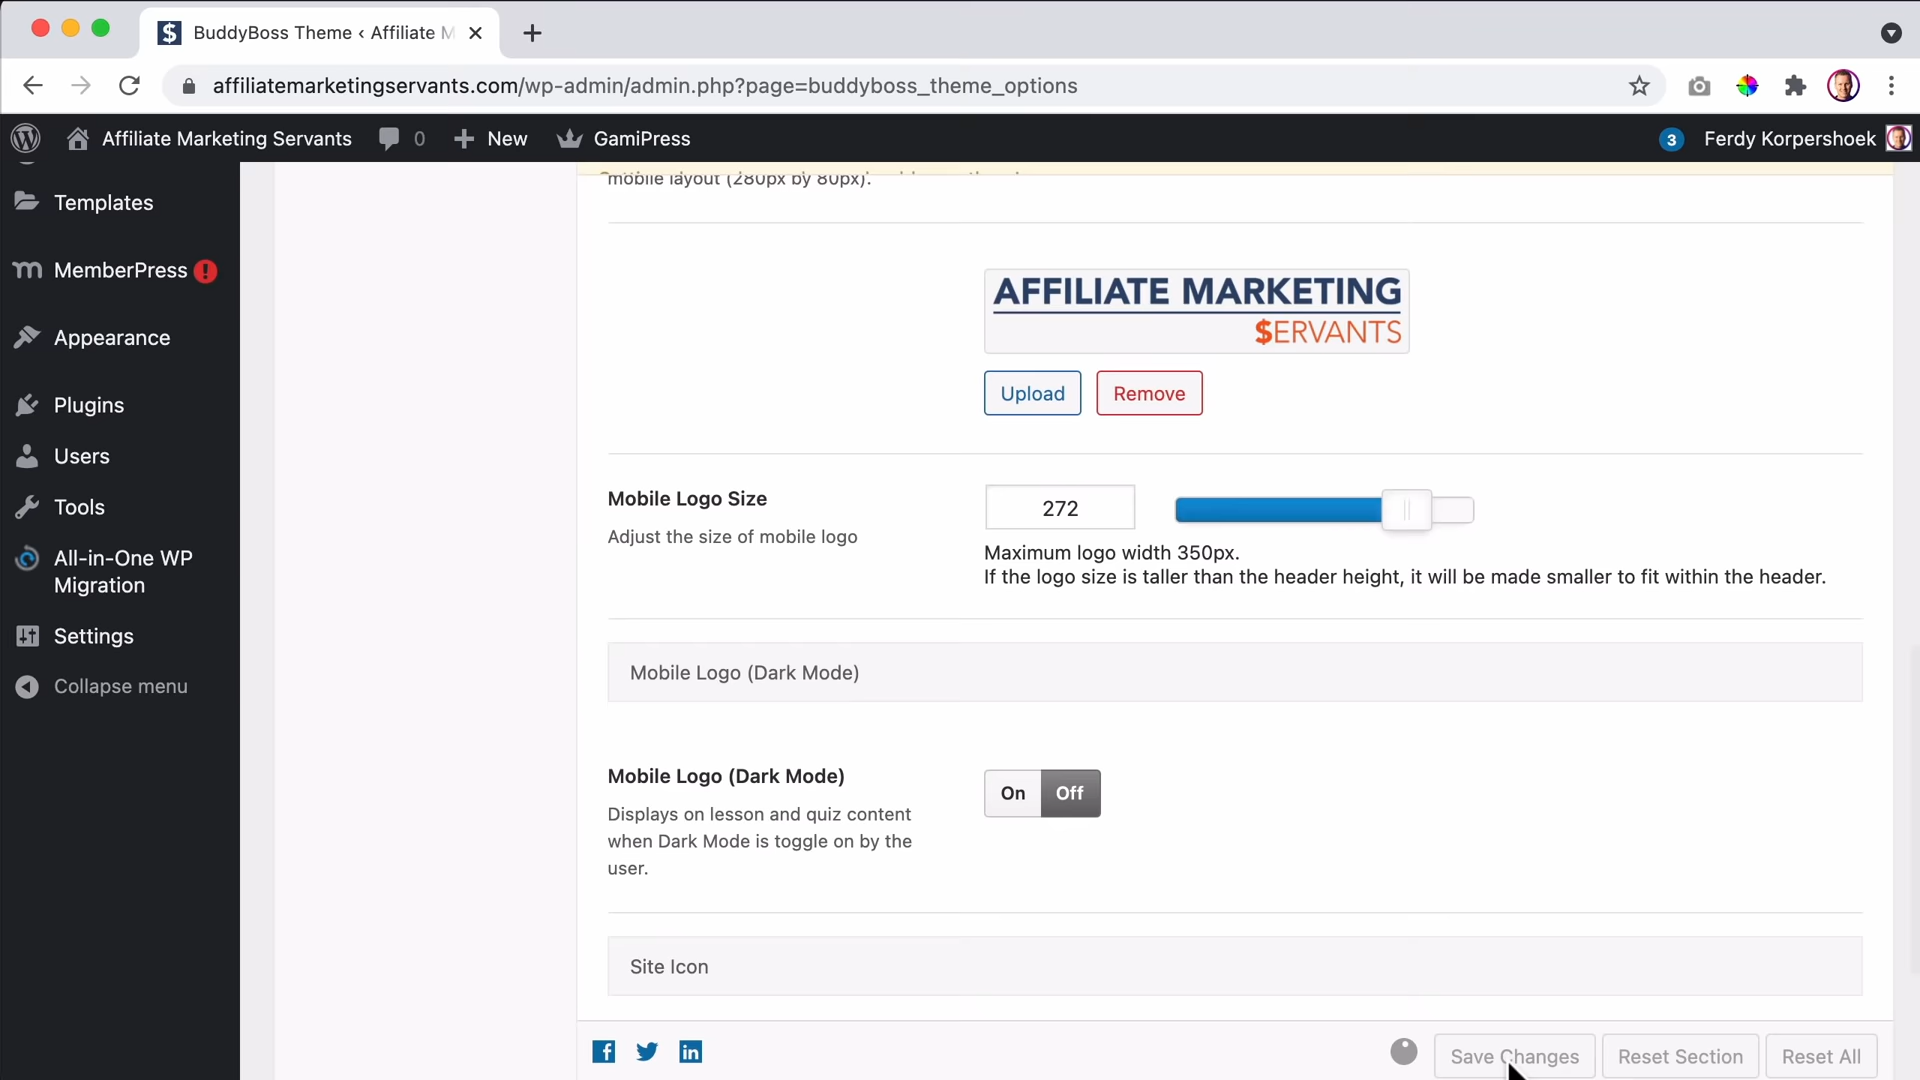 BuddyBoss Theme ‹ Affiliate M
affiliatemarketingservants.com/wp-admin/admin.php?page=buddyboss_theme_options
Affiliate Marketing Servants
0
New
GamiPress
3
Ferdy Korpershoek
Templates
MemberPress
Appearance
Plugins
Users
Tools
All-in-One WP
Migration
Settings
Collapse menu
mobile layout (280px by 80px).
AFFILIATE MARKETING
$ERVANTS
Upload
Remove
Mobile Logo Size
Adjust the size of mobile logo
272
Maximum logo width 350px.
If the logo size is taller than the header height, it will be made smaller to fit within the header.
Mobile Logo (Dark Mode)
Mobile Logo (Dark Mode)
Displays on lesson and quiz content
when Dark Mode is toggle on by the
user.
On
Off
Site Icon
Save Changes
Reset Section
Reset All